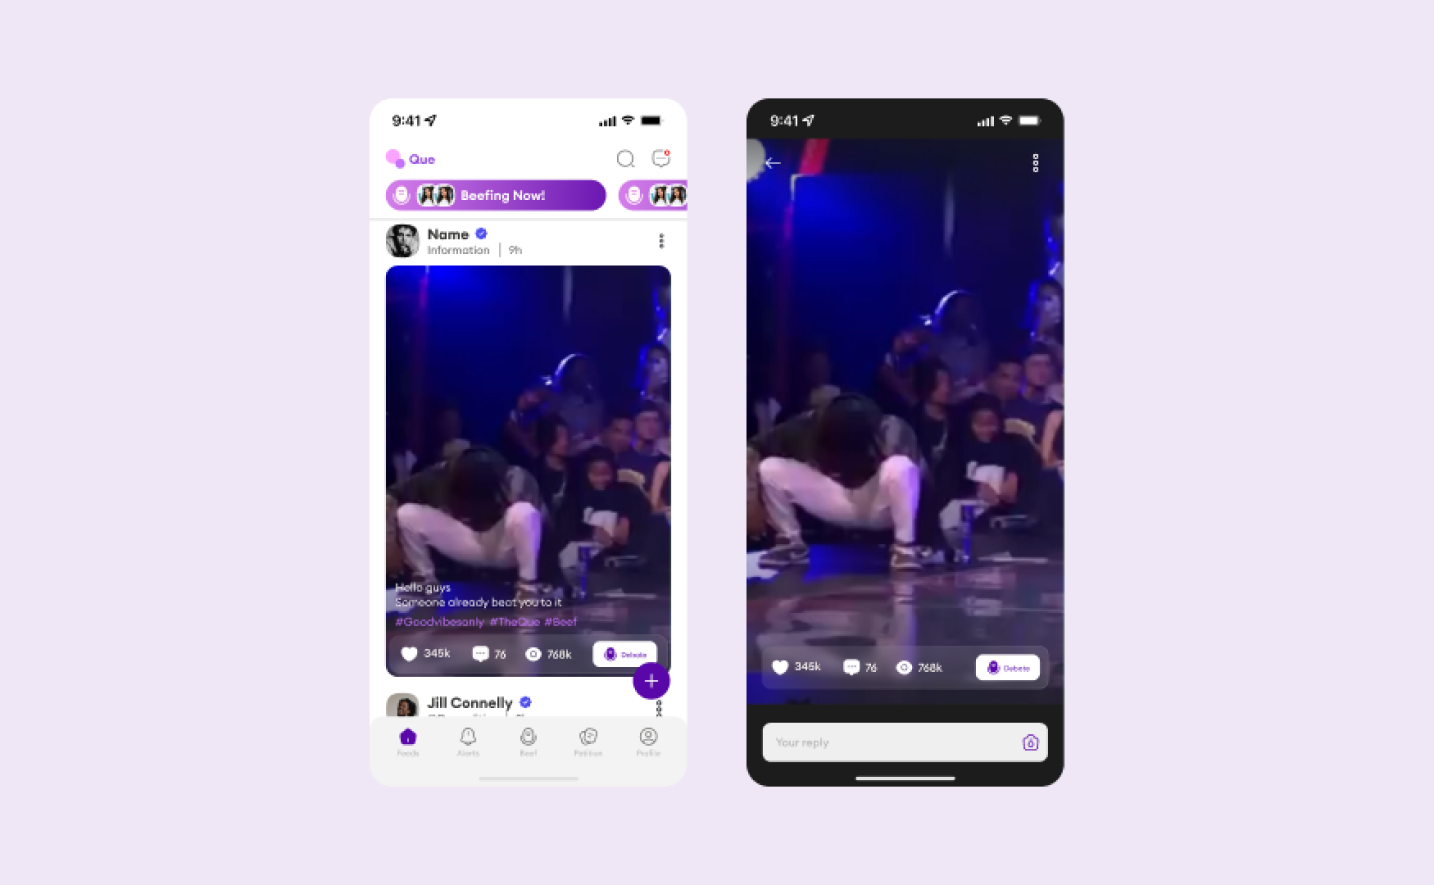 9:41
Que
Beefing Now!
Name
Information | 9h
Hello guys
Someone already beat you to it
#Goodvibesonly #TheQue #Beef
345k 76 768k Debate
Jill Connelly
Feeds Alerts Beef Petition Profile
9:41
345k 76 768k Debate
Your reply